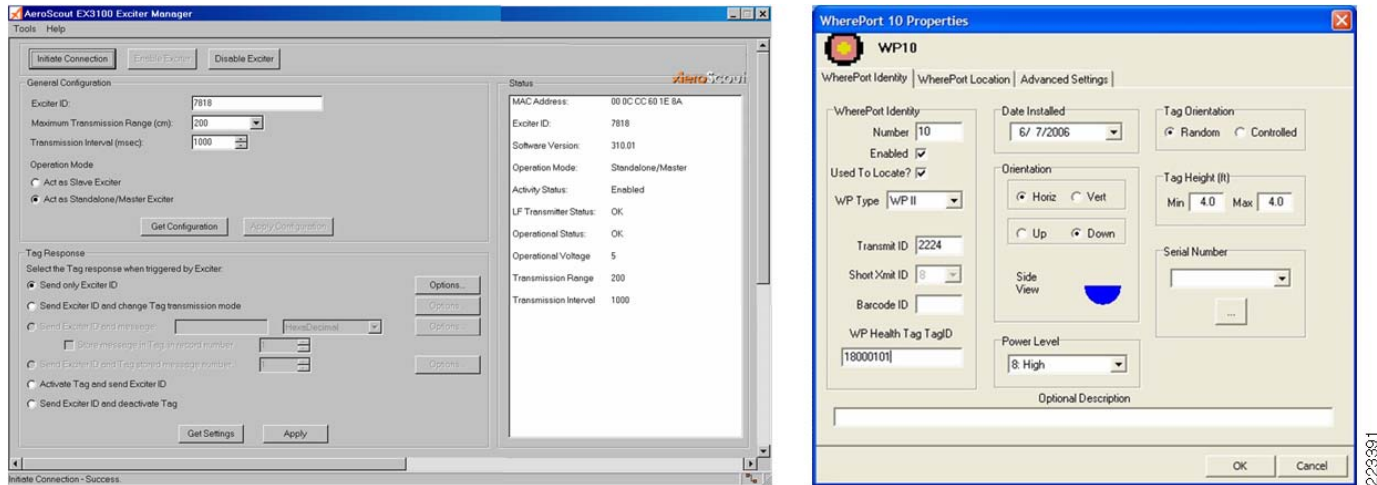 AeroScout EX3100 Exciter Manager
Tools Help
Initiate Connection Enable Exciter Disable Exciter
AeroScout
General Configuration
Exciter ID: 7818
Maximum Transmission Range (cm): 200
Transmission Interval (msec): 1000
Operation Mode
Act as Slave Exciter
Act as Standalone/Master Exciter
Get Configuration Apply Configuration
Tag Response
Select the Tag response when triggered by Exciter:
Send only Exciter ID Options...
Send Exciter ID and change Tag transmission mode Options...
Send Exciter ID and message: HexaDecimal Options...
Store message in Tag, in record number: 1
Send Exciter ID and Tag stored message number: 1 Options...
Activate Tag and send Exciter ID
Send Exciter ID and deactivate Tag
Get Settings Apply
Status
MAC Address: 00 0C CC 60 1E 8A
Exciter ID: 7818
Software Version: 310.01
Operation Mode: Standalone/Master
Activity Status: Enabled
LF Transmitter Status: OK
Operational Status: OK
Operational Voltage 5
Transmission Range 200
Transmission Interval 1000
Initiate Connection - Success.
WherePort 10 Properties
WP10
WherePort Identity WherePort Location Advanced Settings
WherePort Identity
Number 10
Enabled
Used To Locate?
WP Type WP II
Transmit ID 2224
Short Xmit ID 8
Barcode ID
WP Health Tag TagID
18000101
Date Installed
6/ 7/2006
Orientation
Horiz Vert
Up Down
Side
View
Power Level
8: High
Tag Orientation
Random Controlled
Tag Height (ft)
Min 4.0 Max 4.0
Serial Number
...
Optional Description
OK Cancel
223391